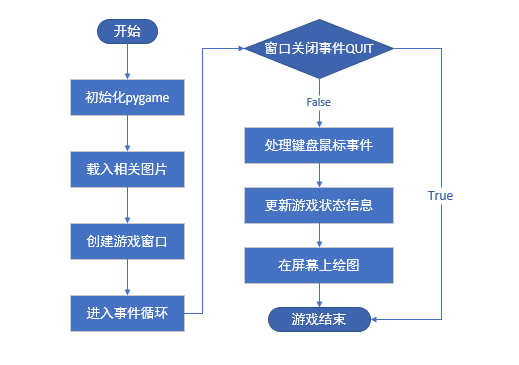 开始
初始化pygame
载入相关图片
创建游戏窗口
进入事件循环
窗口关闭事件QUIT
False
处理键盘鼠标事件
更新游戏状态信息
在屏幕上绘图
True
游戏结束